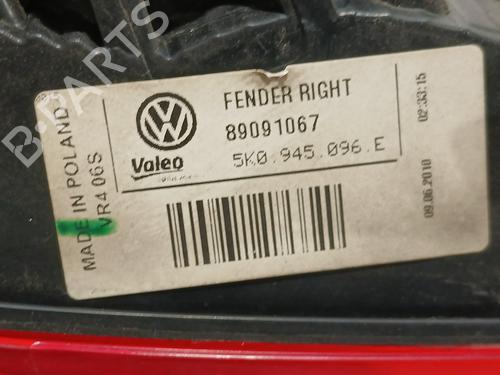 FENDER RIGHT
89091067
5K0.945.096.E
Valeo
MADE IN POLAND
VR4 06S
09.06.2010 02:33:15
B-PARTS